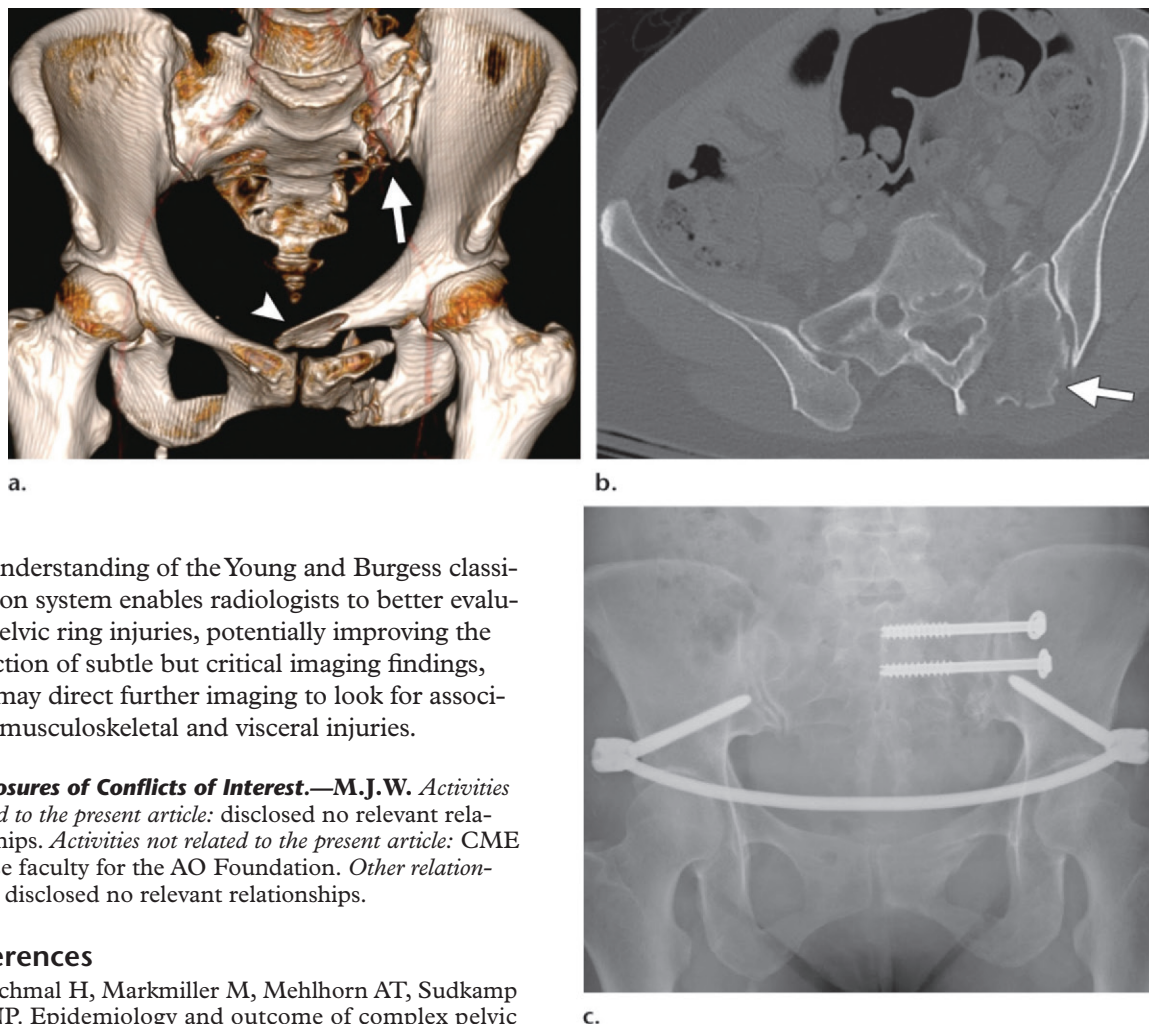 a.
b.
nderstanding of the Young and Burgess classi-
on system enables radiologists to better evalu-
elvic ring injuries, potentially improving the
ction of subtle but critical imaging findings,
may direct further imaging to look for associ-
musculoskeletal and visceral injuries.
osures of Conflicts of Interest.—M.J.W. Activities
d to the present article: disclosed no relevant rela-
hips. Activities not related to the present article: CME
e faculty for the AO Foundation. Other relation-
disclosed no relevant relationships.
erences
chmal H, Markmiller M, Mehlhorn AT, Sudkamp
NP. Epidemiology and outcome of complex pelvic
c.